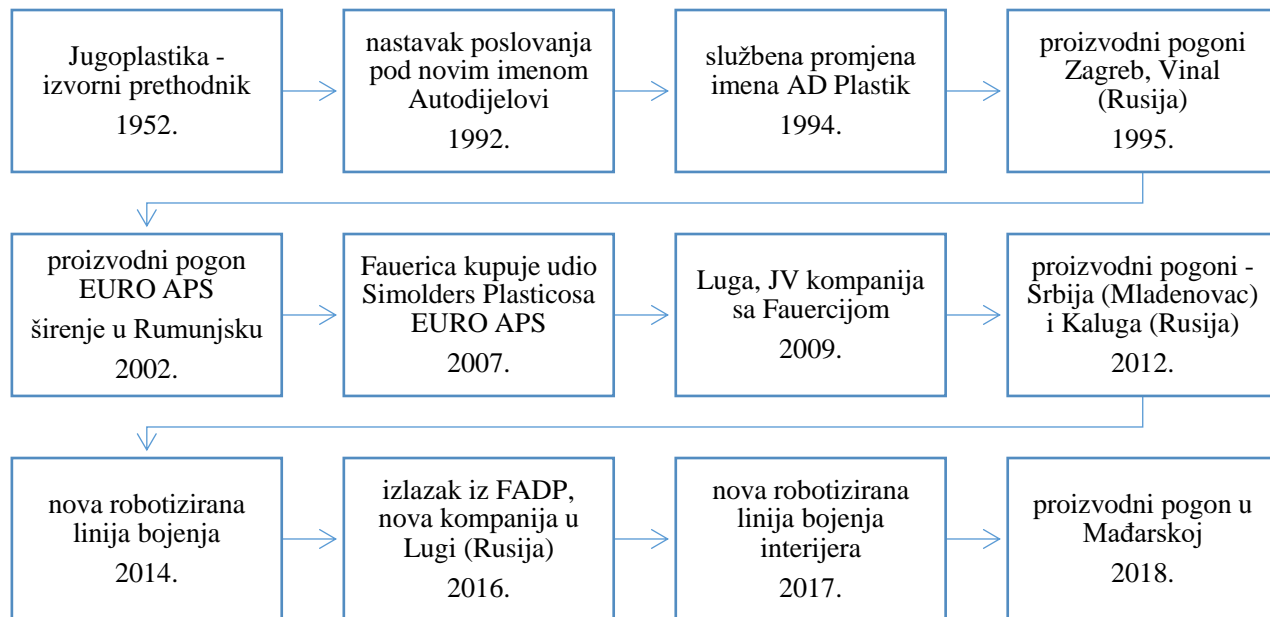 Jugoplastika -
izvorni prethodnik
1952.
nastavak poslovanja
pod novim imenom
Autodijelovi
1992.
službena promjena
imena AD Plastik
1994.
proizvodni pogoni
Zagreb, Vinal
(Rusija)
1995.
proizvodni pogon
EURO APS
širenje u Rumunjsku
2002.
Fauerica kupuje udio
Simolders Plasticosa
EURO APS
2007.
Luga, JV kompanija
sa Fauercijom
2009.
proizvodni pogoni -
Srbija (Mladenovac)
i Kaluga (Rusija)
2012.
nova robotizirana
linija bojenja
2014.
izlazak iz FADP,
nova kompanija u
Lugi (Rusija)
2016.
nova robotizirana
linija bojenja
interijera
2017.
proizvodni pogon u
Mađarskoj
2018.